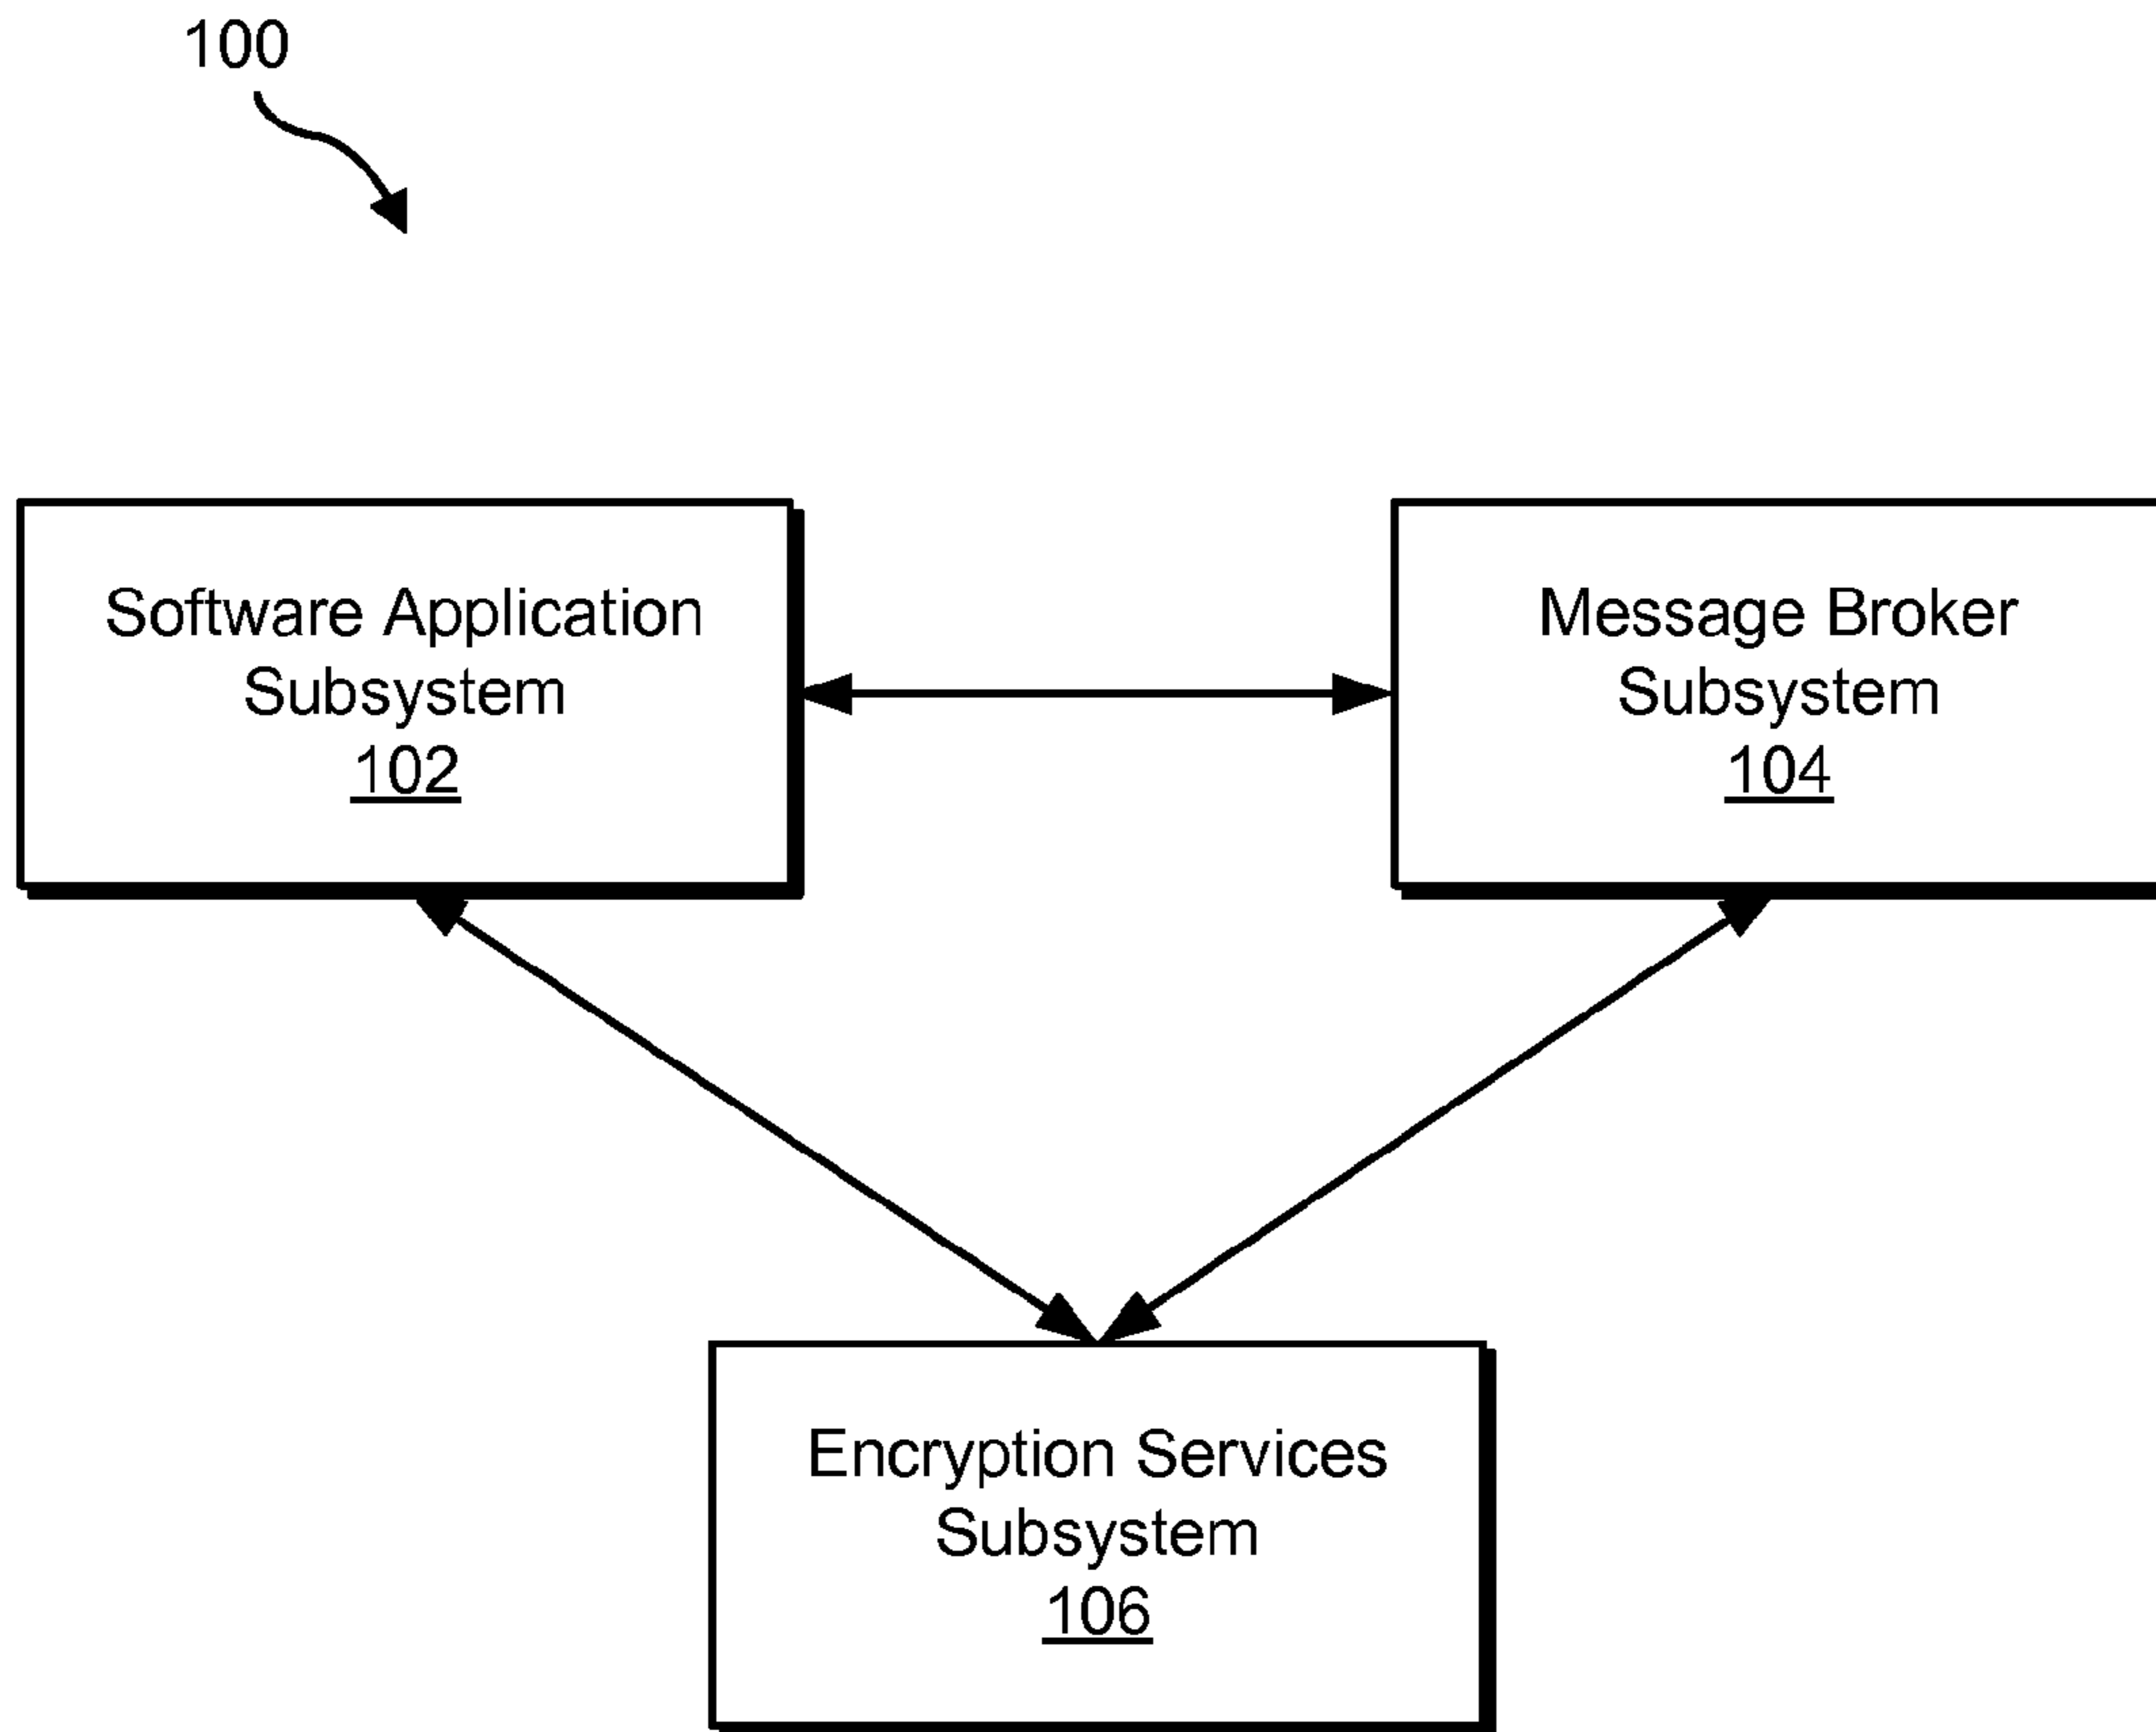 100
Software Application
Subsystem
102
Message Broker
Subsystem
104
Encryption Services
Subsystem
106